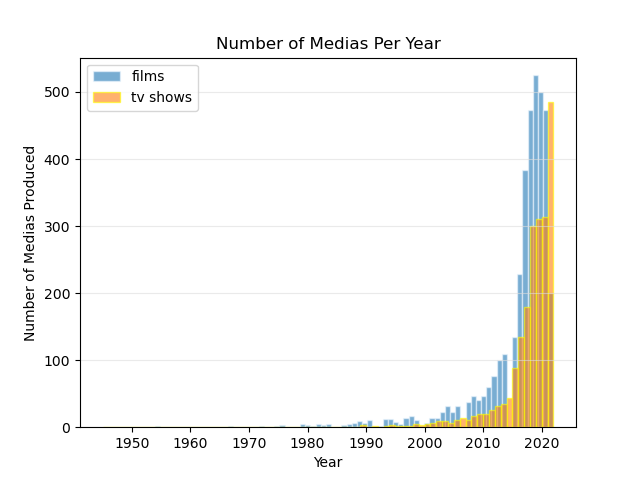 Number of Medias Per Year
films
tv shows
Number of Medias Produced
500
400
300
200
100
0
1950 1960 1970 1980 1990 2000 2010 2020
Year